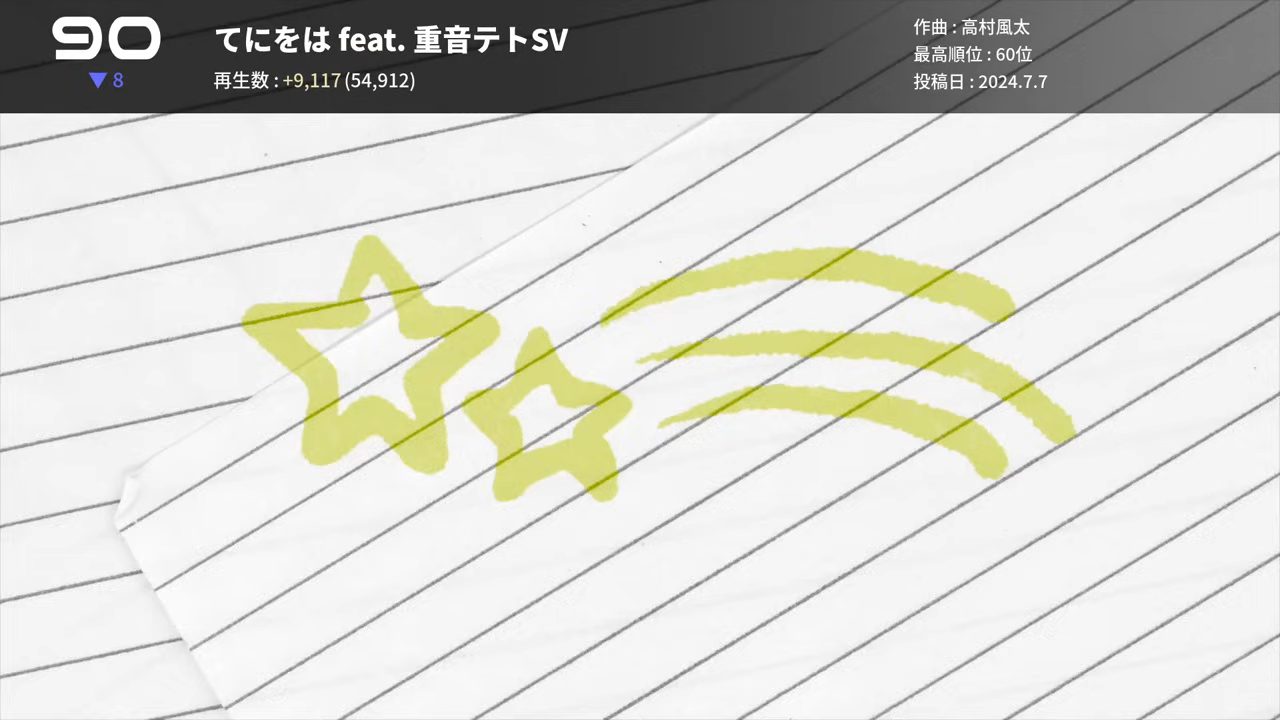 90
▼8
てにをは feat. 重音テトSV
再生数 : +9,117 (54,912)
作曲 : 高村風太
最高順位 : 60位
投稿日 : 2024.7.7